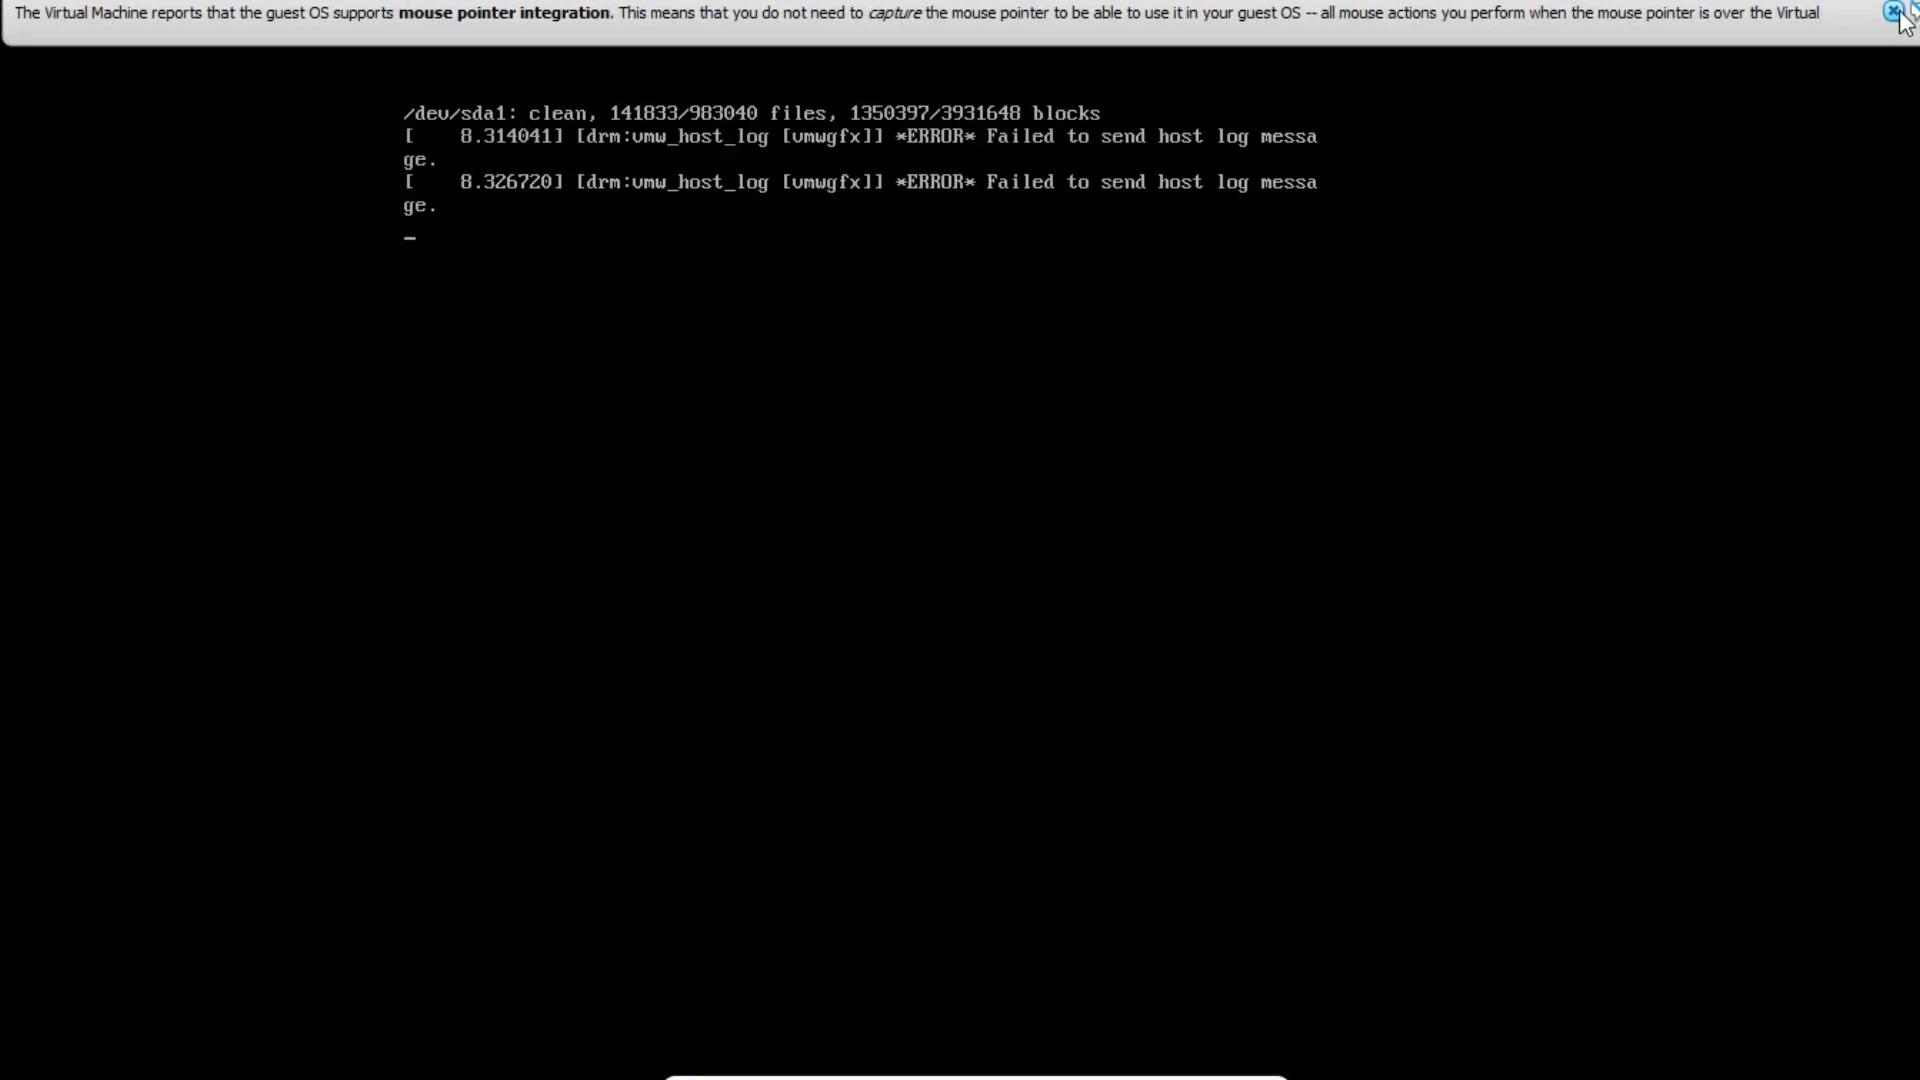 The Virtual Machine reports that the guest OS supports mouse pointer integration. This means that you do not need to capture the mouse pointer to be able to use it in your guest OS -- all mouse actions you perform when the mouse pointer is over the Virtual
/dev/sda1: clean, 141833/983040 files, 1350397/3931648 blocks
[    8.314041] [drm:vmw_host_log [vmwgfx]] *ERROR* Failed to send host log messa
ge.
[    8.326720] [drm:vmw_host_log [vmwgfx]] *ERROR* Failed to send host log messa
ge.
_